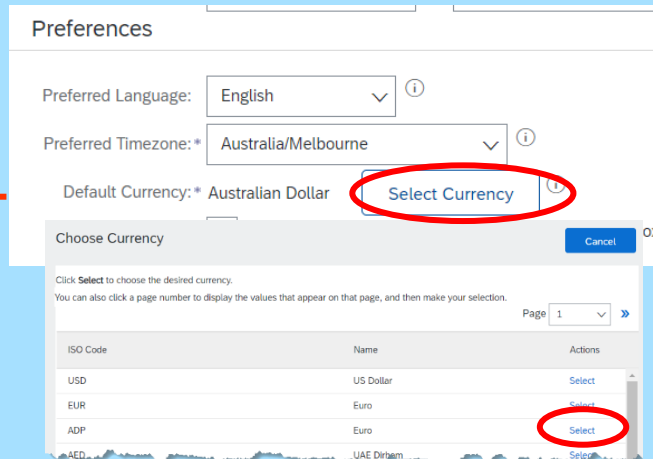 Preferences
Preferred Language: English
Preferred Timezone:* Australia/Melbourne
Default Currency:* Australian Dollar Select Currency
Choose Currency Cancel
Click Select to choose the desired currency.
You can also click a page number to display the values that appear on that page, and then make your selection.
Page 1 »
ISO Code Name Actions
USD US Dollar Select
EUR Euro Select
ADP Euro Select
AED UAE Dirham Select